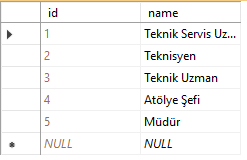 id name
1 Teknik Servis Uz...
2 Teknisyen
3 Teknik Uzman
4 Atölye Şefi
5 Müdür
NULL NULL